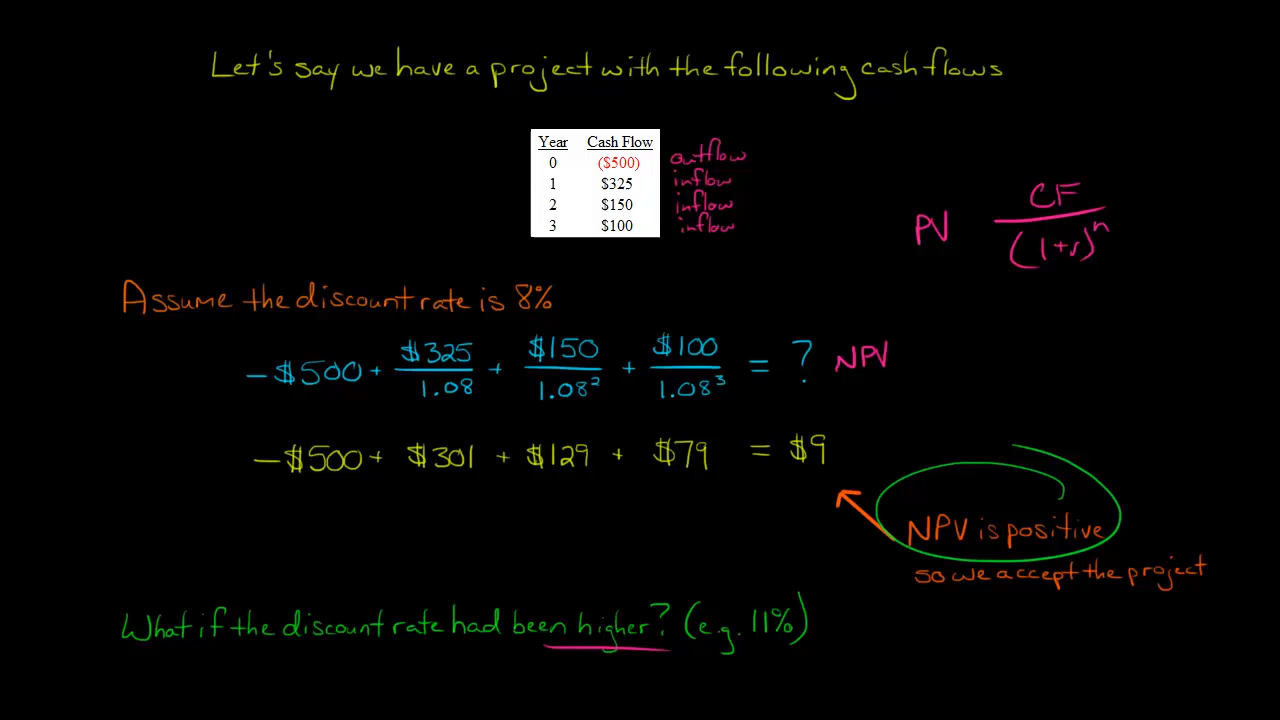 Let's say we have a project with the following cash flows
Year Cash Flow
0 ($500) outflow
1 $325 inflow
2 $150 inflow
3 $100 inflow
PV CF
(1+r)^n
Assume the discount rate is 8%
-$500 + $325/1.08 + $150/1.08² + $100/1.08³ = ? NPV
-$500 + $301 + $129 + $79 = $9
NPV is positive
so we accept the project
What if the discount rate had been higher? (e.g. 11%)